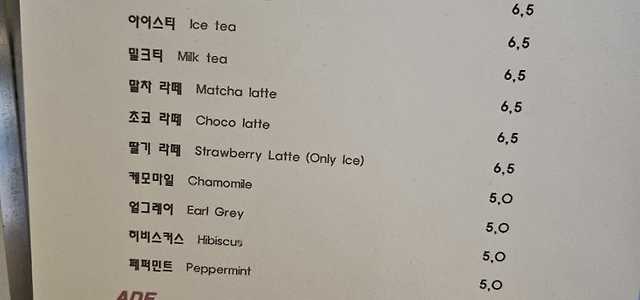 6,5
아이스티 Ice tea 6,5
밀크티 Milk tea 6,5
말차 라떼 Matcha latte 6,5
초코 라떼 Choco latte 6,5
딸기 라떼 Strawberry Latte (Only Ice) 6,5
케모마일 Chamomile 5,0
얼그레이 Earl Grey 5,0
히비스커스 Hibiscus 5,0
페퍼민트 Peppermint 5,0
ADE